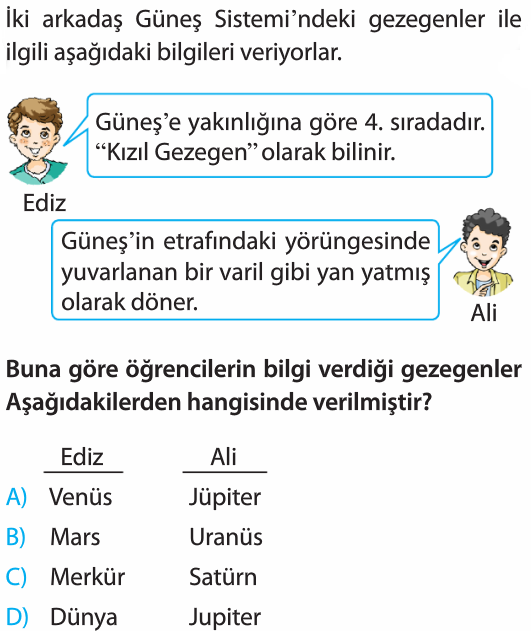 İki arkadaş Güneş Sistemi’ndeki gezegenler ile
ilgili aşağıdaki bilgileri veriyorlar.
Güneş’e yakınlığına göre 4. sıradadır.
“Kızıl Gezegen” olarak bilinir.
Ediz
Güneş’in etrafındaki yörüngesinde
yuvarlanan bir varil gibi yan yatmış
olarak döner.
Ali
Buna göre öğrencilerin bilgi verdiği gezegenler
Aşağıdakilerden hangisinde verilmiştir?
Ediz Ali
A) Venüs Jüpiter
B) Mars Uranüs
C) Merkür Satürn
D) Dünya Jupiter